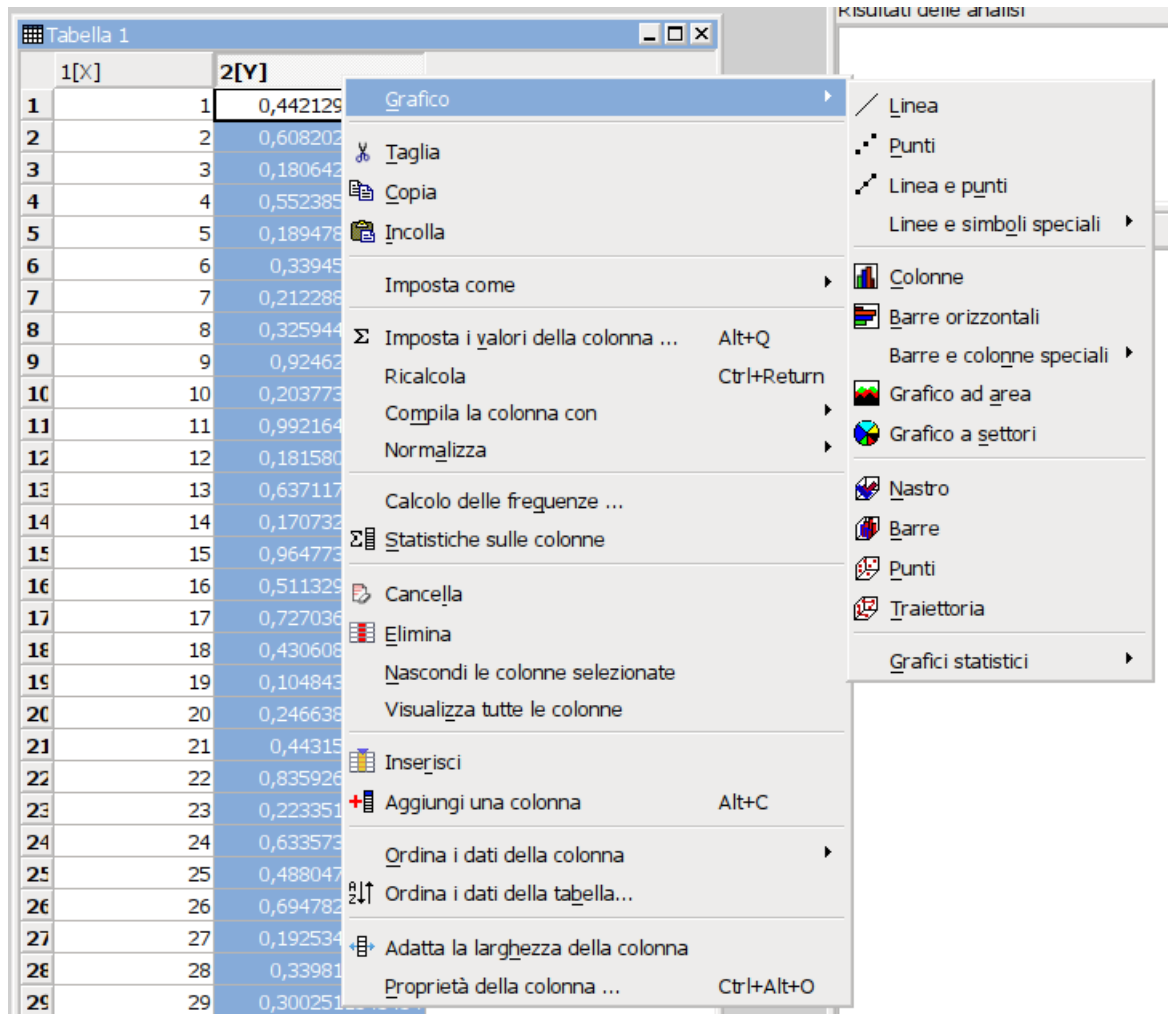 Risultati delle analisi
Tabella 1
1[X] 2[Y]
1 1 0,442129
2 2 0,608202
3 3 0,180642
4 4 0,552385
5 5 0,189478
6 6 0,33945
7 7 0,212288
8 8 0,325944
9 9 0,92462
10 10 0,203773
11 11 0,992164
12 12 0,181580
13 13 0,637117
14 14 0,170732
15 15 0,964773
16 16 0,511329
17 17 0,727036
18 18 0,430608
19 19 0,104843
20 20 0,246638
21 21 0,44315
22 22 0,835926
23 23 0,223351
24 24 0,633573
25 25 0,488047
26 26 0,694782
27 27 0,192534
28 28 0,33981
29 29 0,300251
Grafico
Taglia
Copia
Incolla
Imposta come
Imposta i valori della colonna ... Alt+Q
Ricalcola Ctrl+Return
Compila la colonna con
Normalizza
Calcolo delle frequenze ...
Statistiche sulle colonne
Cancella
Elimina
Nascondi le colonne selezionate
Visualizza tutte le colonne
Inserisci
Aggiungi una colonna Alt+C
Ordina i dati della colonna
Ordina i dati della tabella...
Adatta la larghezza della colonna
Proprietà della colonna ... Ctrl+Alt+O
Linea
Punti
Linea e punti
Linee e simboli speciali
Colonne
Barre orizzontali
Barre e colonne speciali
Grafico ad area
Grafico a settori
Nastro
Barre
Punti
Traiettoria
Grafici statistici